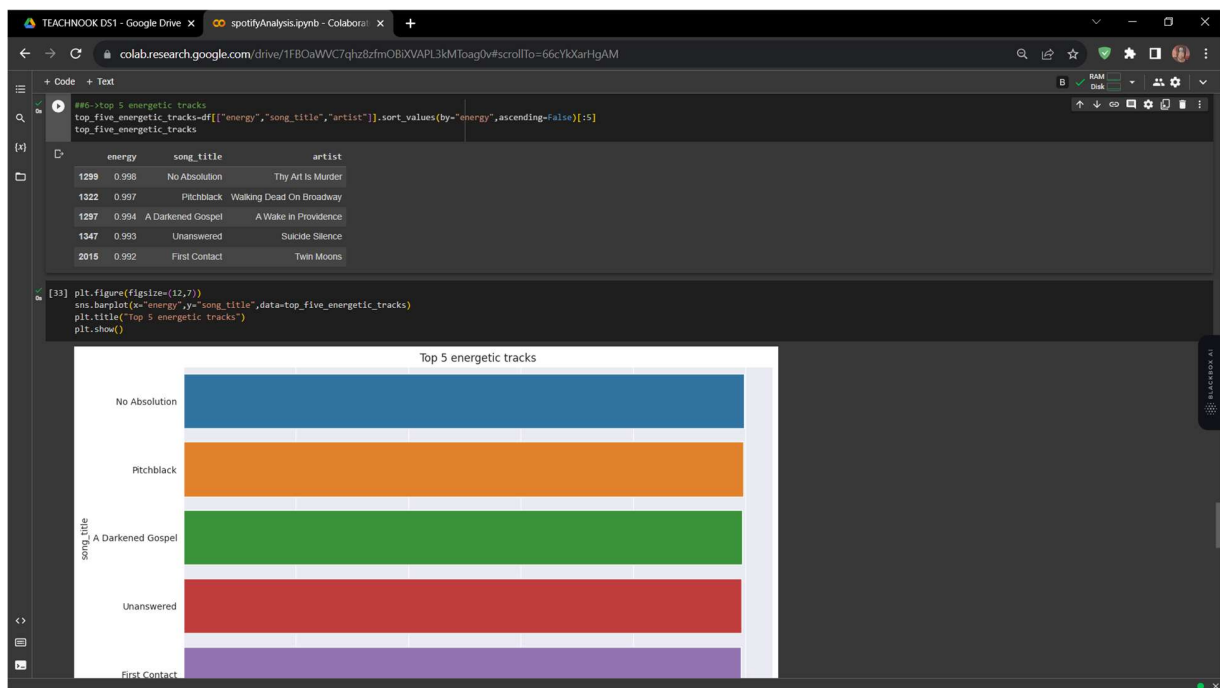 TEACHNOOK DS1 - Google Drive
spotifyAnalysis.ipynb - Colaborat
colab.research.google.com/drive/1FBOaWVC7qhz8zfmOBiXVAPL3kMToag0v#scrollTo=66cYkXarHgAM
+ Code + Text
B
RAM
Disk
0s
##6->top 5 energetic tracks
top_five_energetic_tracks=df[["energy","song_title","artist"]].sort_values(by="energy",ascending=False)[:5]
top_five_energetic_tracks
{x}
energy song_title artist
1299 0.998 No Absolution Thy Art Is Murder
1322 0.997 Pitchblack Walking Dead On Broadway
1297 0.994 A Darkened Gospel A Wake in Providence
1347 0.993 Unanswered Suicide Silence
2015 0.992 First Contact Twin Moons
0s
[33] plt.figure(figsize=(12,7))
sns.barplot(x="energy",y="song_title",data=top_five_energetic_tracks)
plt.title("Top 5 energetic tracks")
plt.show()
Top 5 energetic tracks
No Absolution
Pitchblack
song_title
A Darkened Gospel
Unanswered
First Contact
BLACKBOX AI